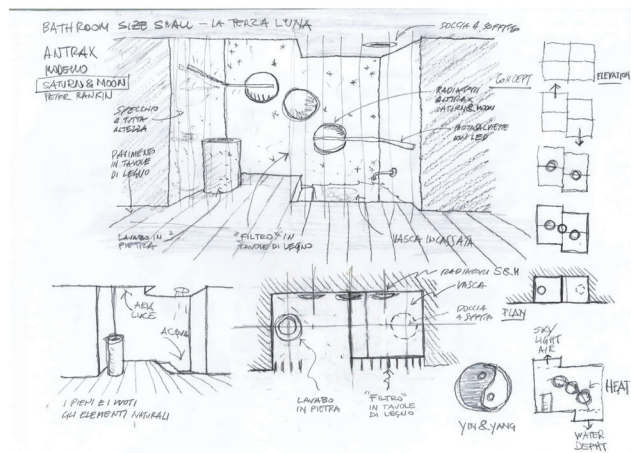 BATHROOM SIZE SMALL - LA TERZA LUNA
ANTRAX
MODELLO
SATURN & MOON
PETER RANKIN
SPECCHIO
A TUTTA
ALTEZZA
PAVIMENTO
IN TAVOLE
DI LEGNO
LAVABO IN
PIETRA
"FILTRO" IN
TAVOLE DI LEGNO
VASCA INCASSATA
DOCCIA A SOFFITTO
RADIATORI
ANTRAX
SATURN & MOON
PORTASALVIETTE
CON LED
CONCEPT
ELEVATION
PLAN
ARIA
LUCE
ACQUA
I PIENI E I VUOTI
GLI ELEMENTI NATURALI
RADIATORI S&M
VASCA
DOCCIA
A SOFFITTO
LAVABO
IN PIETRA
"FILTRO"
IN TAVOLE
DI LEGNO
YIN & YANG
SKY
LIGHT
AIR
HEAT
WATER
DEPHT